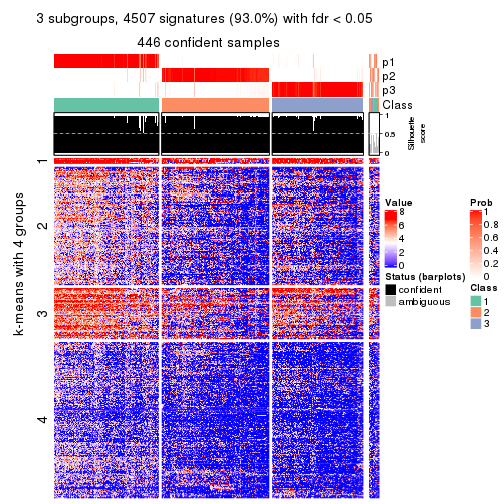 3 subgroups, 4507 signatures (93.0%) with fdr < 0.05
446 confident samples
p1
p2
p3
Class
1
0.5
0
Silhouette
score
k-means with 4 groups
1
2
3
4
Value
8
6
4
2
0
Status (barplots)
confident
ambiguous
Prob
1
0.8
0.6
0.4
0.2
0
Class
1
2
3